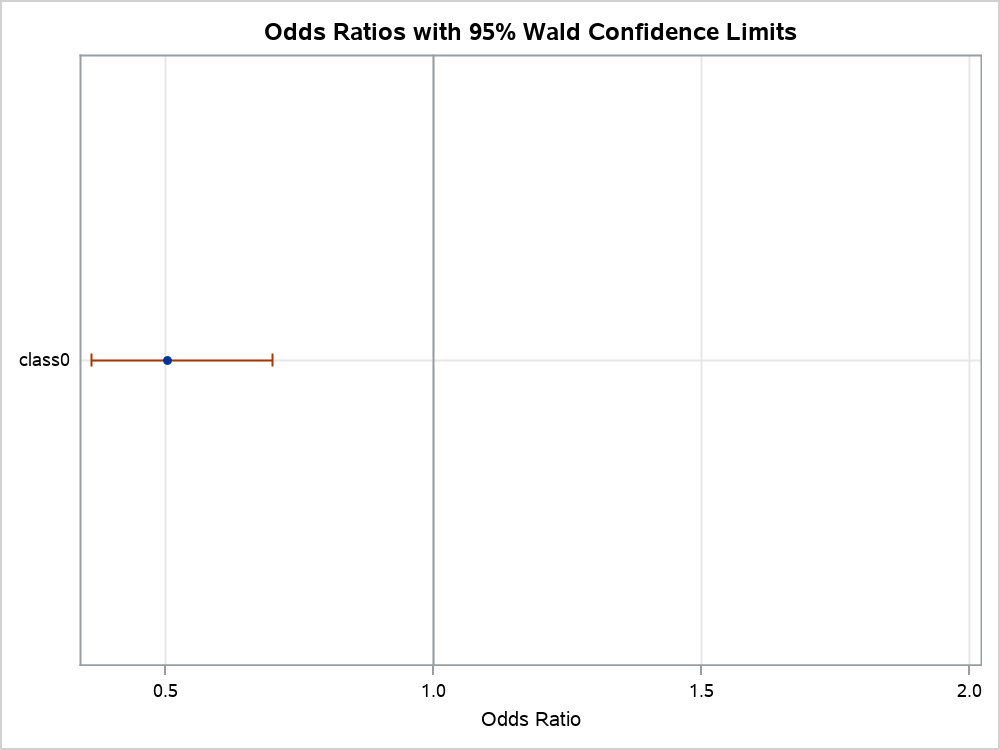 Odds Ratios with 95% Wald Confidence Limits
class0
0.5 1.0 1.5 2.0
Odds Ratio